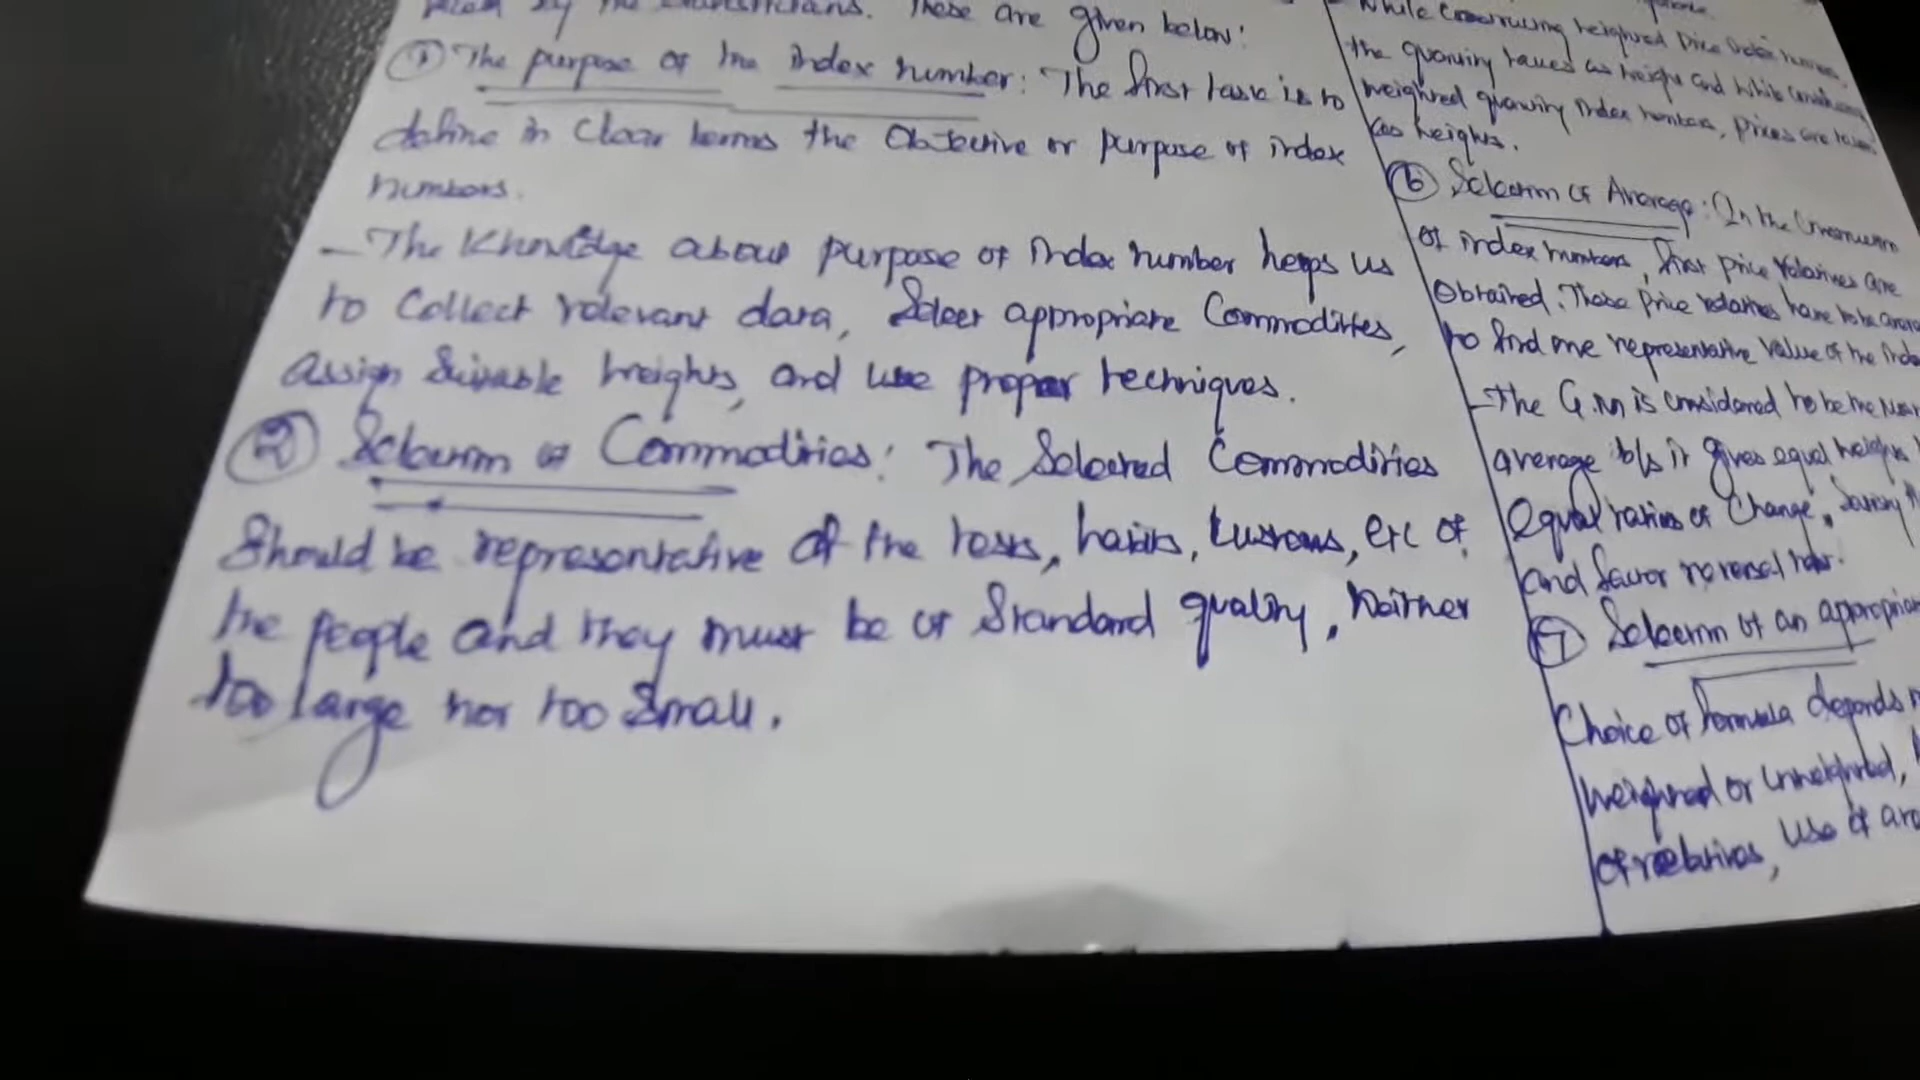 by the Statisticians. These are given below:
① The purpose of the index number: The first task is to
define in clear terms the objective or purpose of index
numbers.
- The knowledge about purpose of index number helps us
to collect relevant data, Select appropriate Commodities,
assign suitable weights, and use proper techniques.
② Selection of Commodities: The Selected Commodities
Should be representative of the tests, habits, customs, etc of
the people and they must be of Standard quality, neither
too large nor too small.
While constructing weighted price index numbers,
the quantity taken as weight and while constructing
weighted quantity index numbers, prices are taken
as weights.
⑥ Selection of Average: In the Construction
of index numbers, first price relatives are
Obtained. These price relatives have to be
to find one representative value of the
- The G.M is considered to be the
average b/s it gives equal weights
equal ratios of change,
and factor reversal test.
⑦ Selection of an
Choice of formula depends
weighted or unweighted,
of relatives, use of